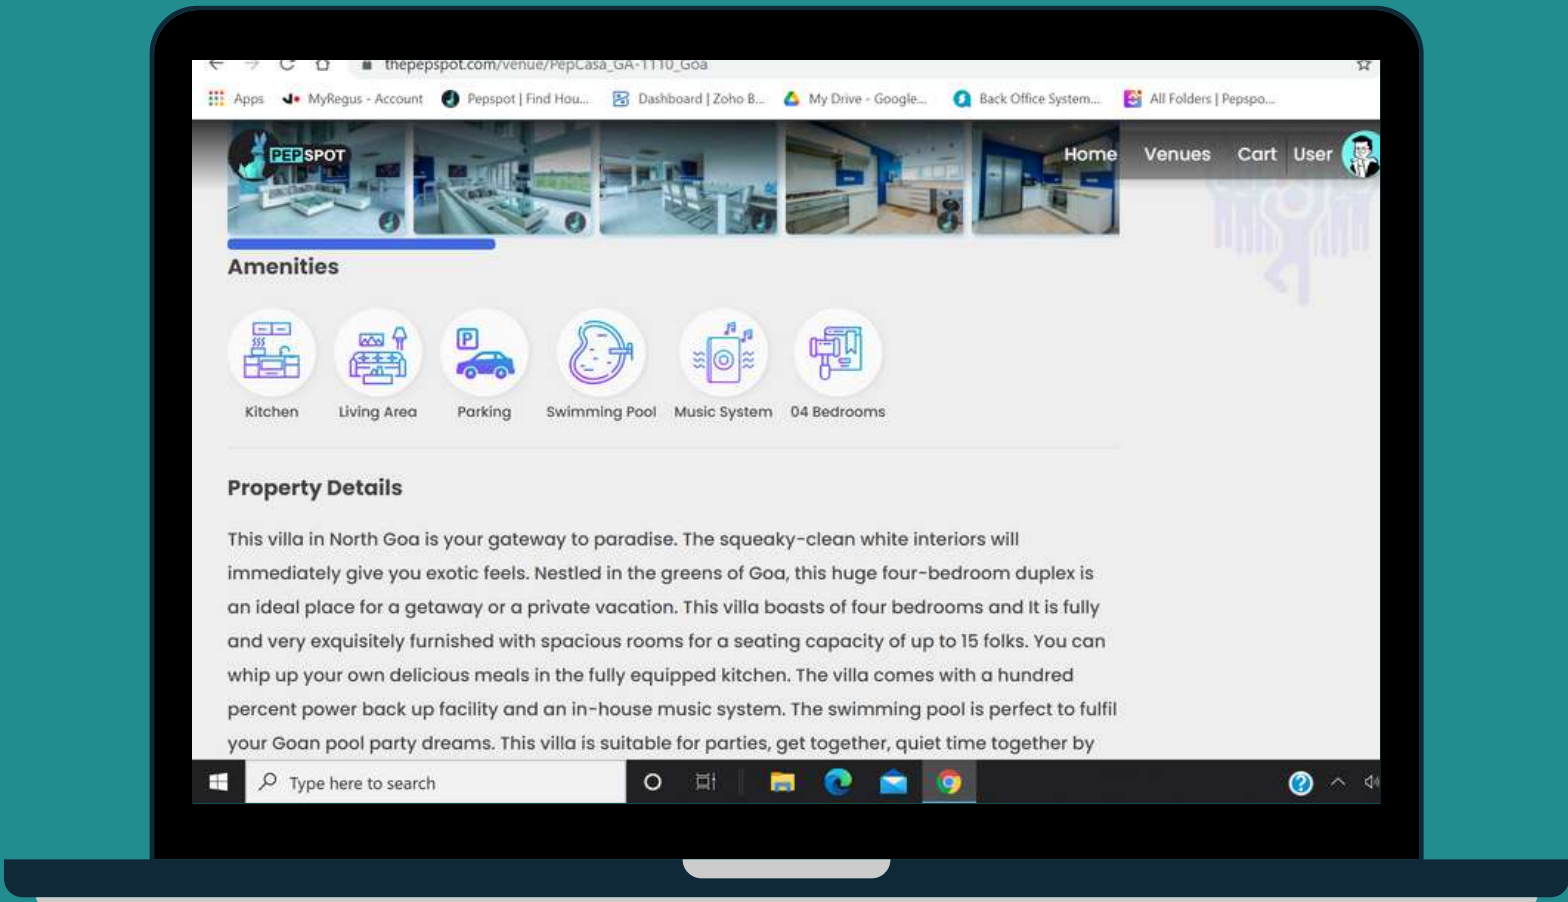 thepepspot.com/venue/PepCasa_GA-1110_Goa
Apps MyRegus - Account Pepspot | Find Hou... Dashboard | Zoho B... My Drive - Google... Back Office System... All Folders | Pepspo...
PEPSPOT Home Venues Cart User
Amenities
P
Kitchen Living Area Parking Swimming Pool Music System 04 Bedrooms
Property Details
This villa in North Goa is your gateway to paradise. The squeaky-clean white interiors will
immediately give you exotic feels. Nestled in the greens of Goa, this huge four-bedroom duplex is
an ideal place for a getaway or a private vacation. This villa boasts of four bedrooms and It is fully
and very exquisitely furnished with spacious rooms for a seating capacity of up to 15 folks. You can
whip up your own delicious meals in the fully equipped kitchen. The villa comes with a hundred
percent power back up facility and an in-house music system. The swimming pool is perfect to fulfil
your Goan pool party dreams. This villa is suitable for parties, get together, quiet time together by
Type here to search